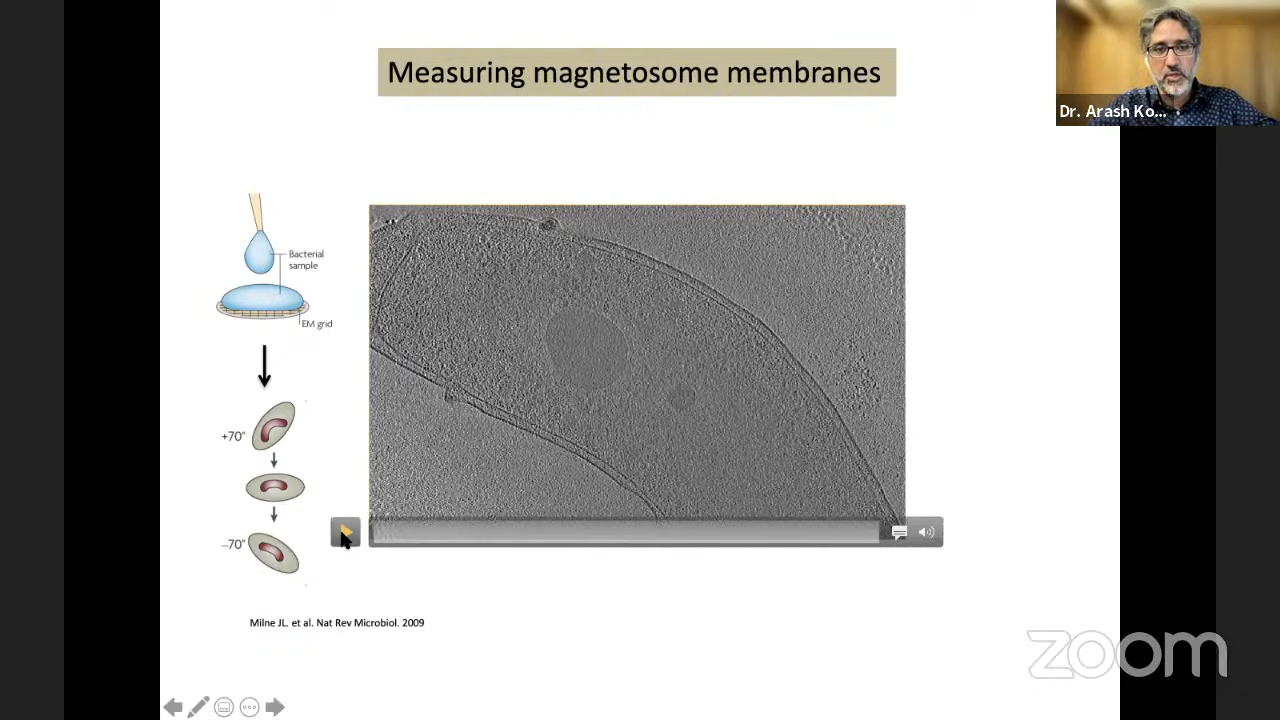 Measuring magnetosome membranes
Dr. Arash Ko...
Bacterial
sample
EM grid
+70°
–70°
Milne JL. et al. Nat Rev Microbiol. 2009
zoom